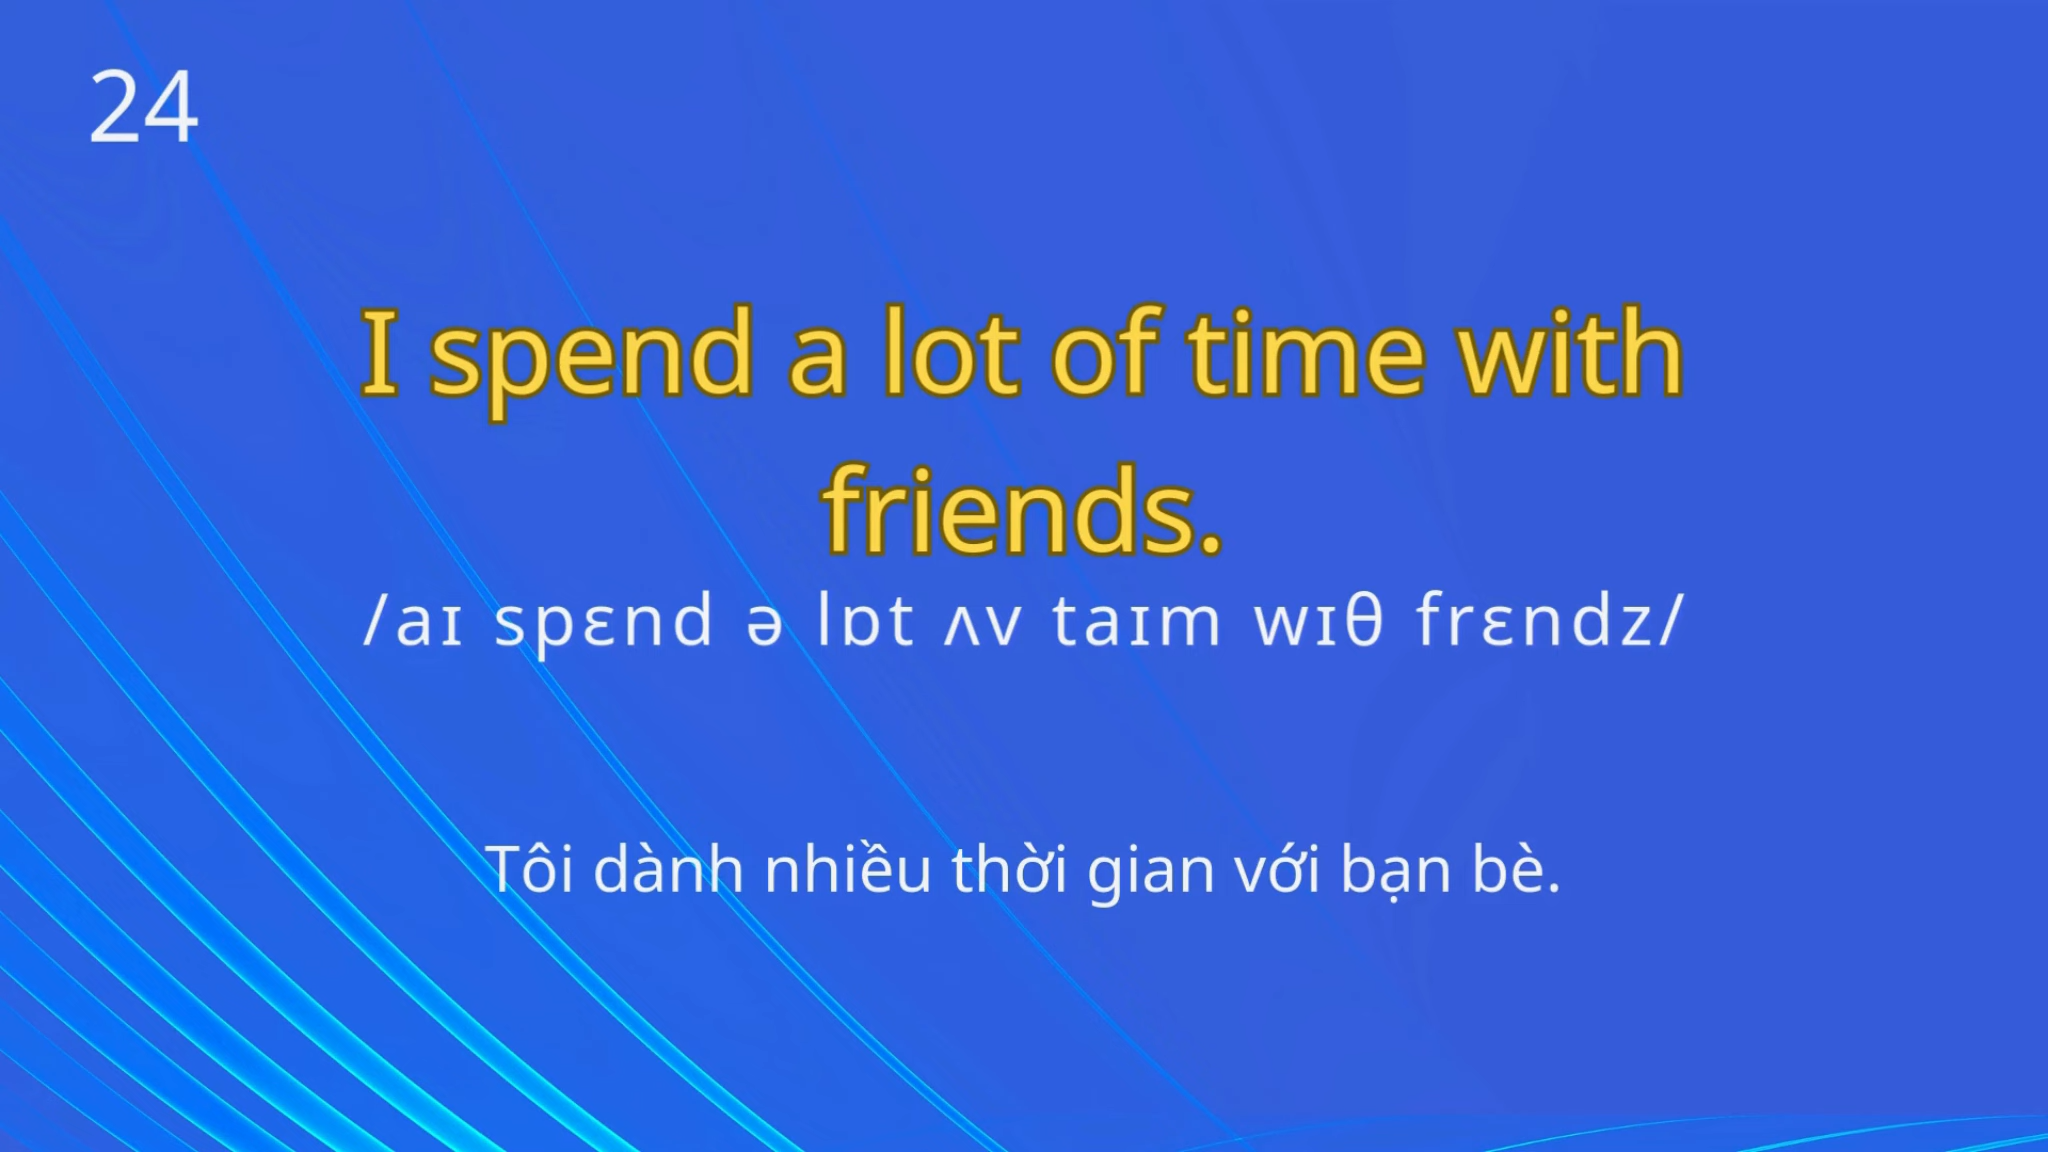 24
I spend a lot of time with
friends.
/aɪ spɛnd ə lɒt ʌv taɪm wɪθ frɛndz/
Tôi dành nhiều thời gian với bạn bè.